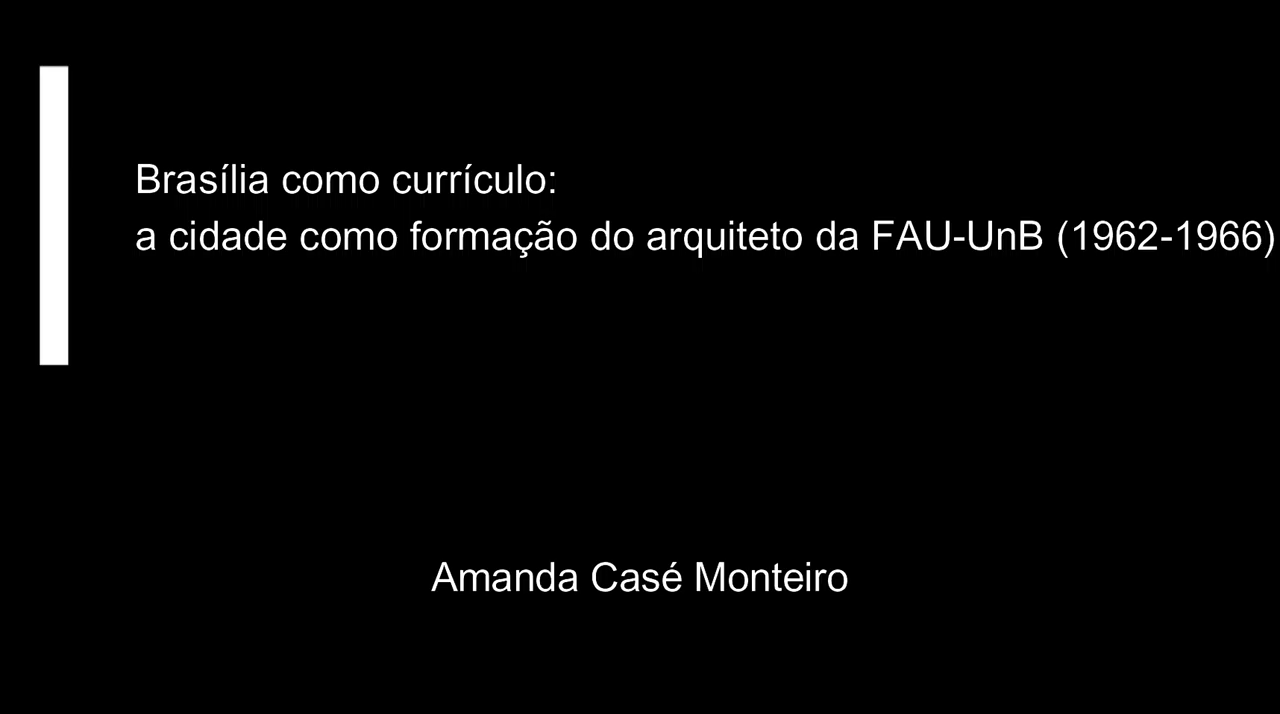 Brasília como currículo:
a cidade como formação do arquiteto da FAU-UnB (1962-1966)
Amanda Casé Monteiro